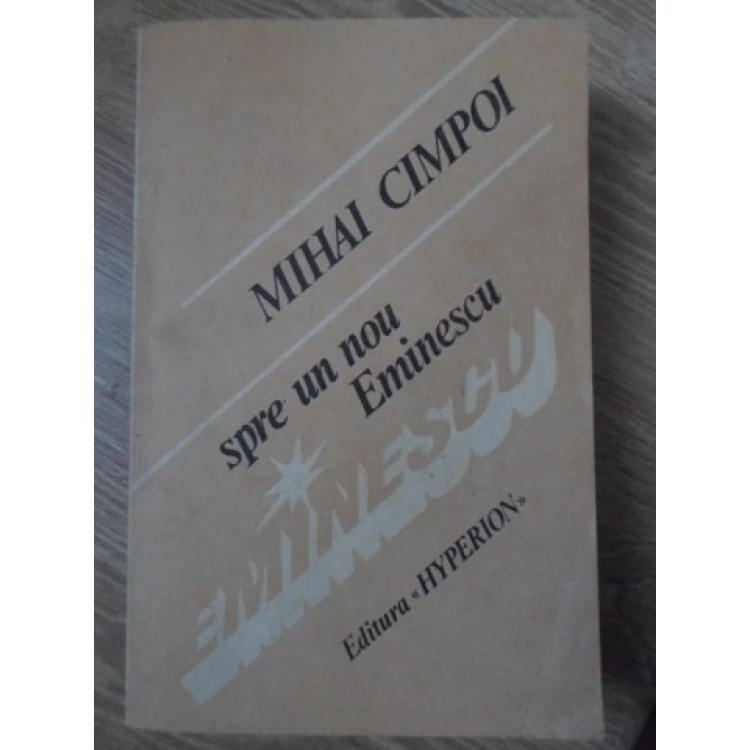 MIHAI CIMPOI
spre un nou
Eminescu
EMINESCU
Editura «HYPERION»